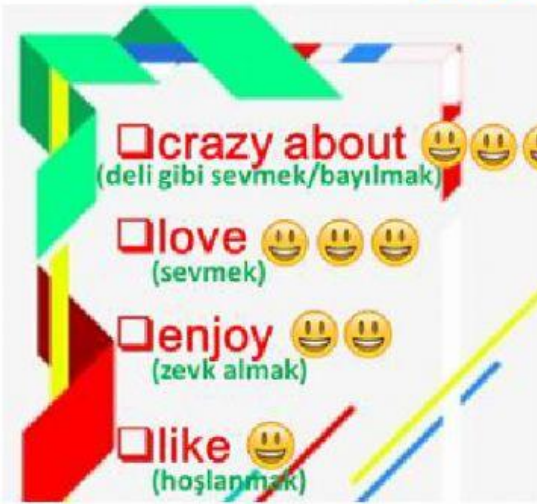 ❑crazy about 😃😃😃
(deli gibi sevmek/bayılmak)
❑love 😃😃😃
(sevmek)
❑enjoy 😃😃
(zevk almak)
❑like 😃
(hoşlanmak)